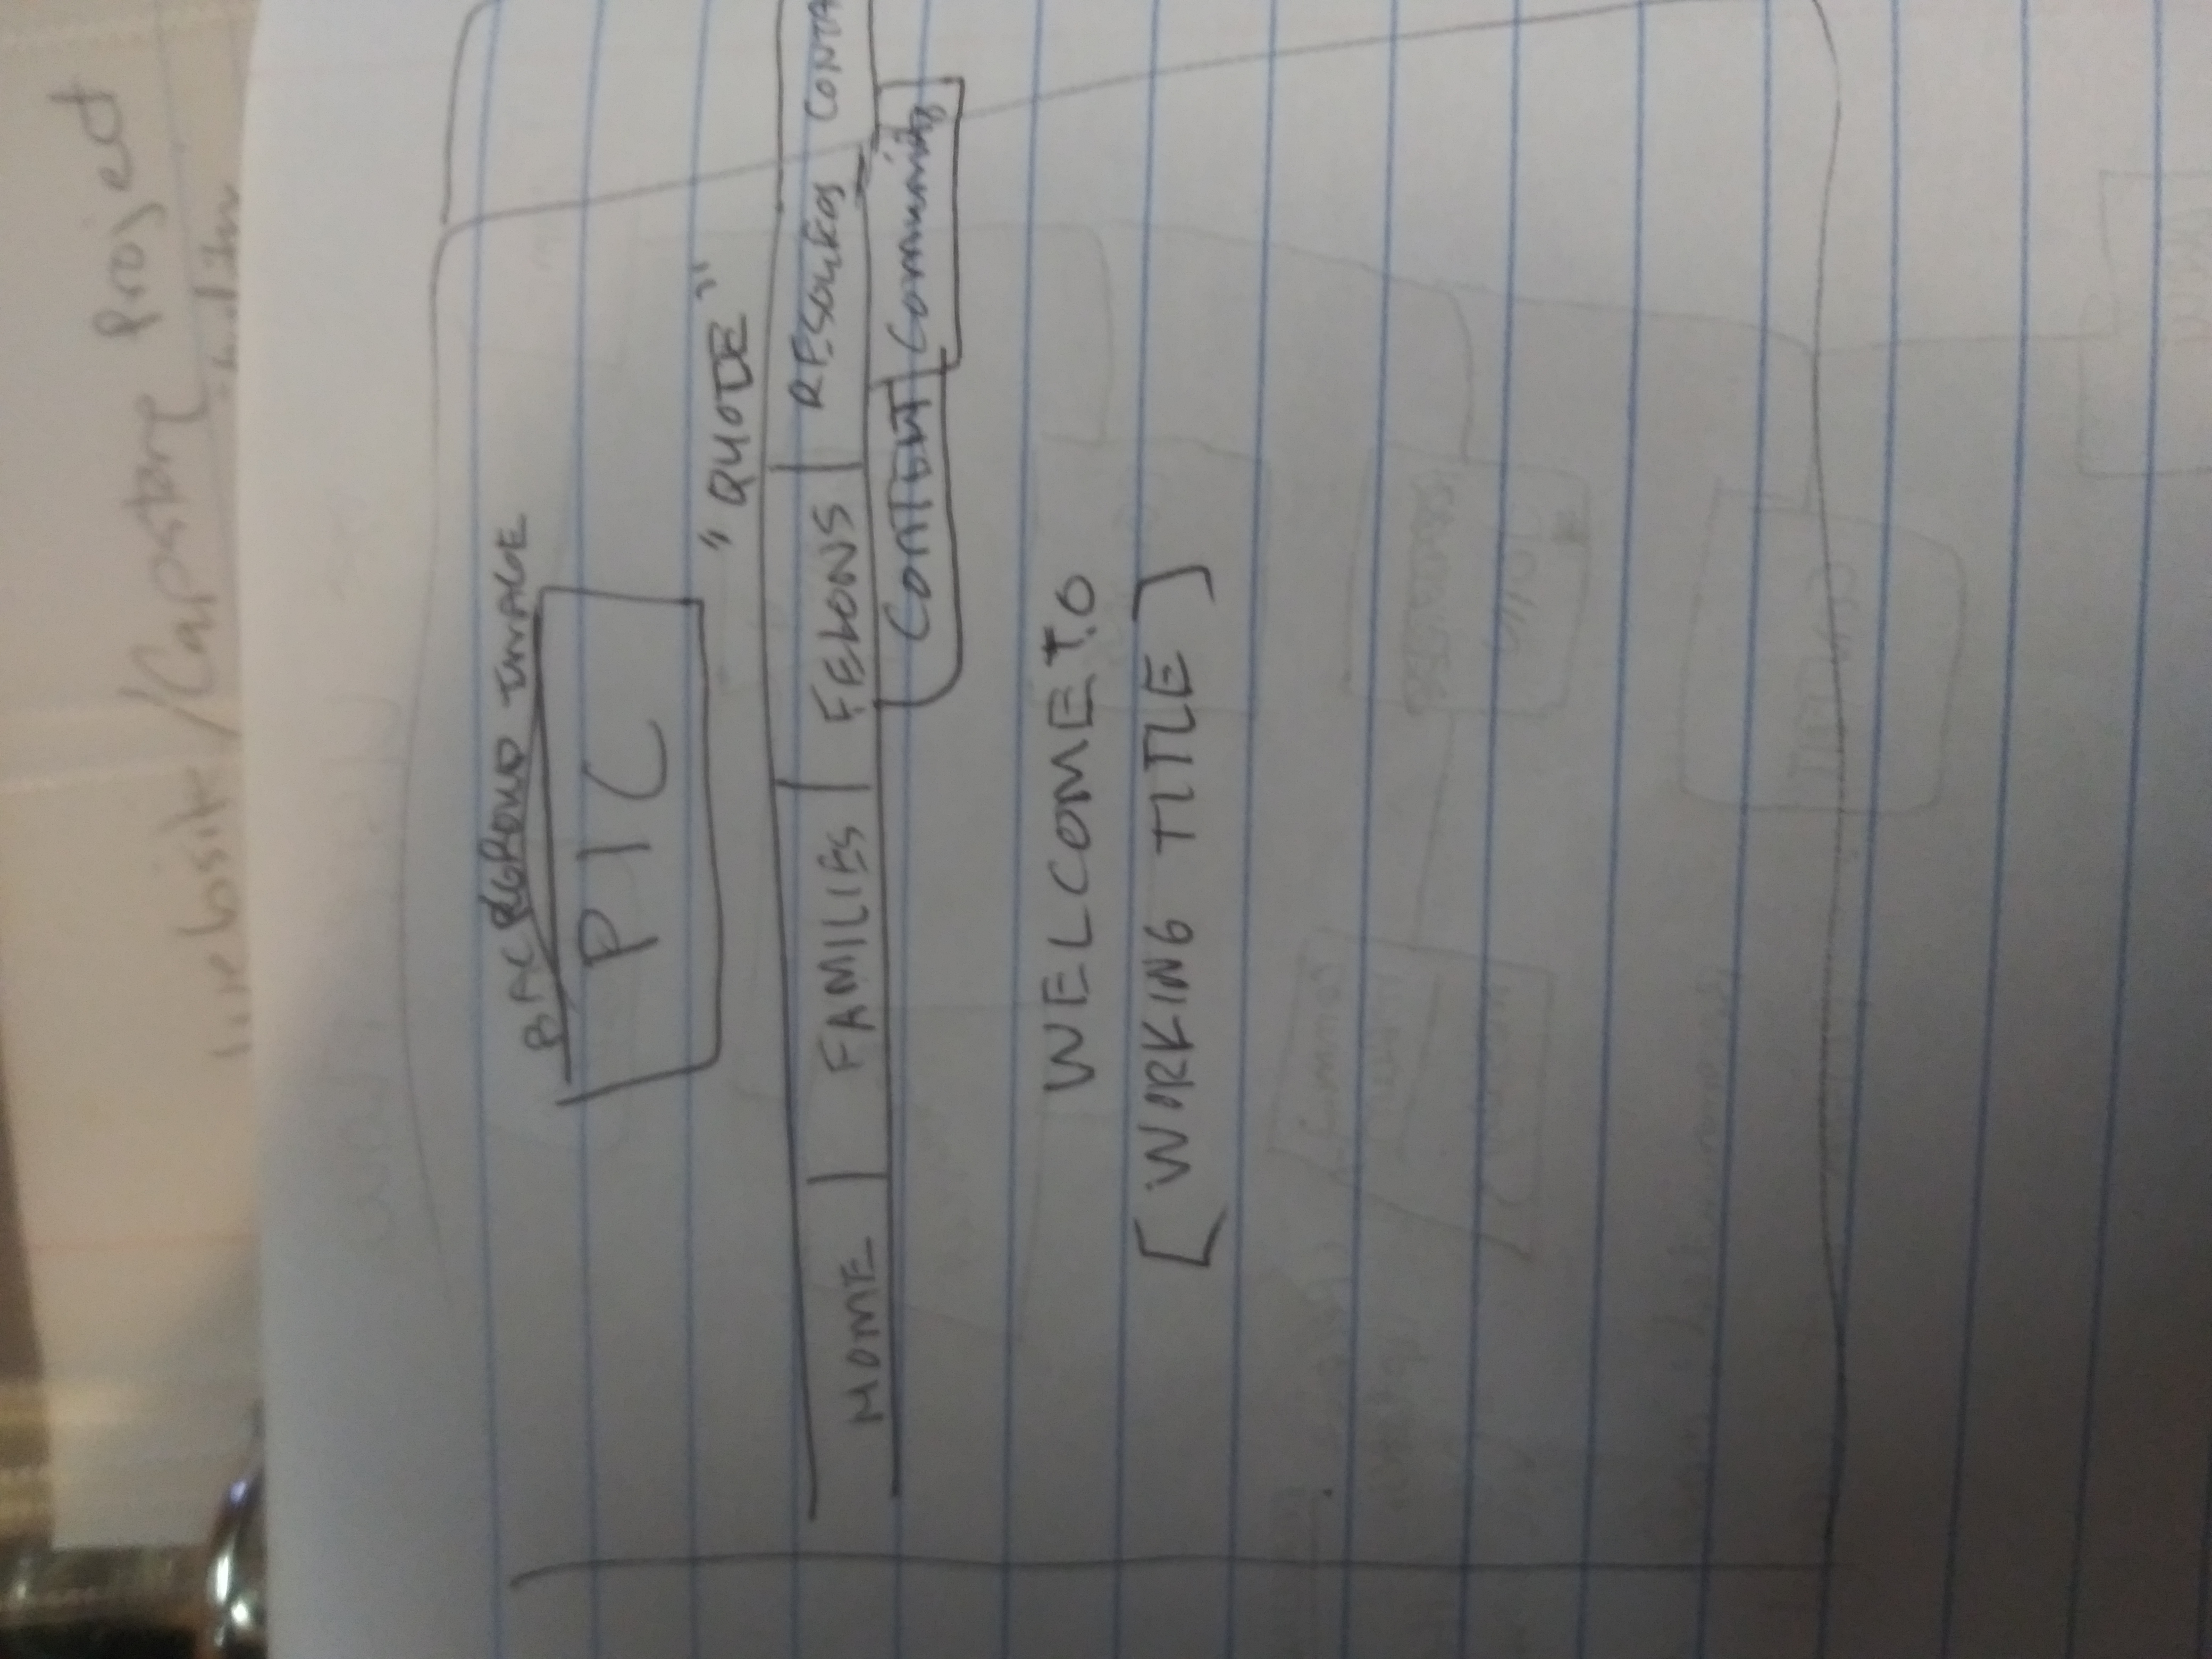 Website/Capstone Project
BACKGROUND IMAGE
PIC
"QUOTE"
HOME | FAMILIES | FELONS | RESOURCES CONTA
CONTENT Community
WELCOME TO
[ WORKING TITLE ]